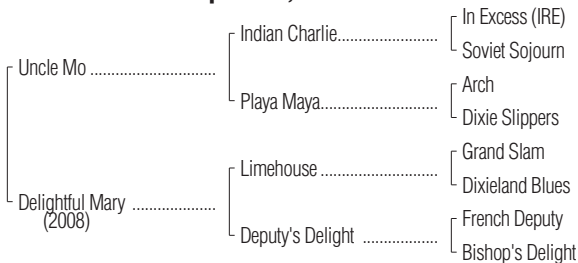 In Excess (IRE)
Indian Charlie
Soviet Sojourn
Uncle Mo
Arch
Playa Maya
Dixie Slippers
Grand Slam
Limehouse
Dixieland Blues
Delightful Mary
(2008)
French Deputy
Deputy's Delight
Bishop's Delight